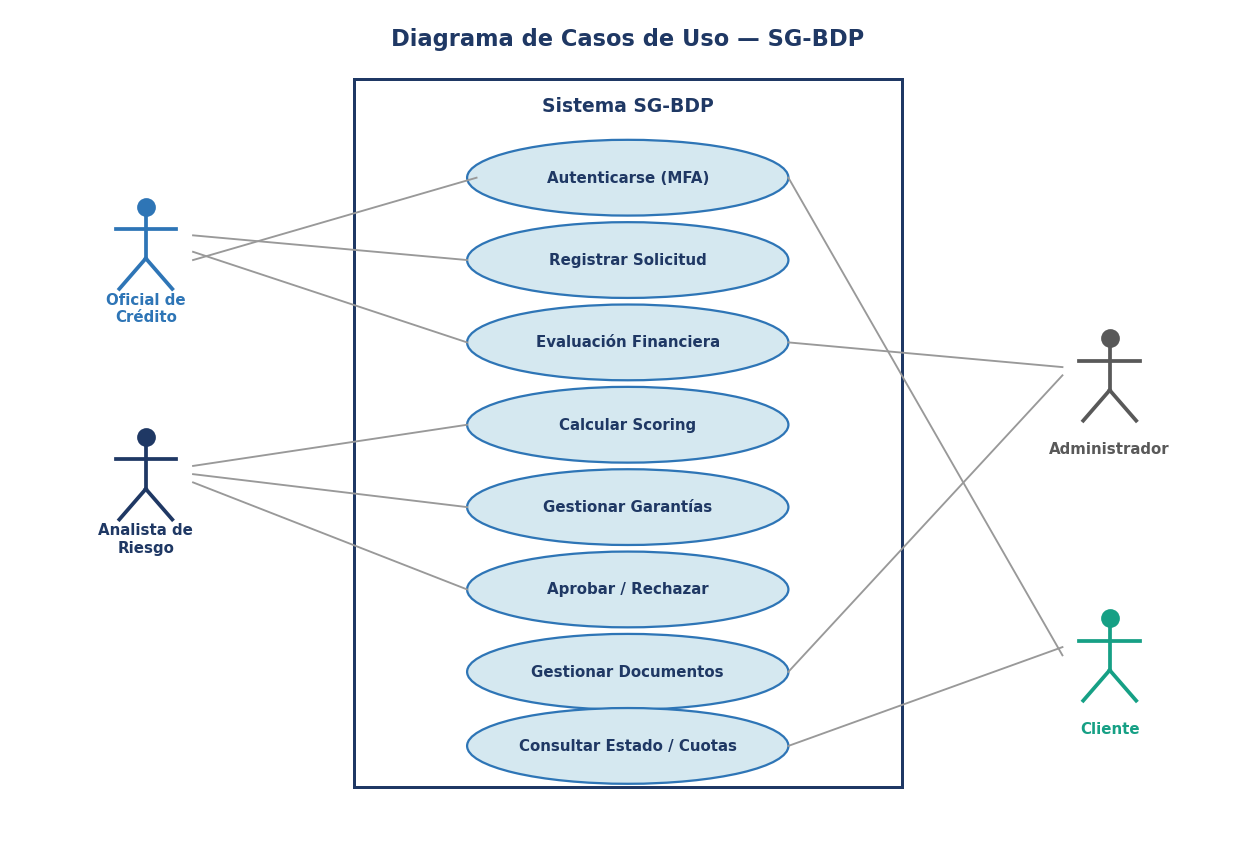 Diagrama de Casos de Uso — SG-BDP
Sistema SG-BDP
Autenticarse (MFA)
Registrar Solicitud
Oficial de
Crédito
Evaluación Financiera
Calcular Scoring
Administrador
Gestionar Garantías
Analista de
Riesgo
Aprobar / Rechazar
Gestionar Documentos
Cliente
Consultar Estado / Cuotas